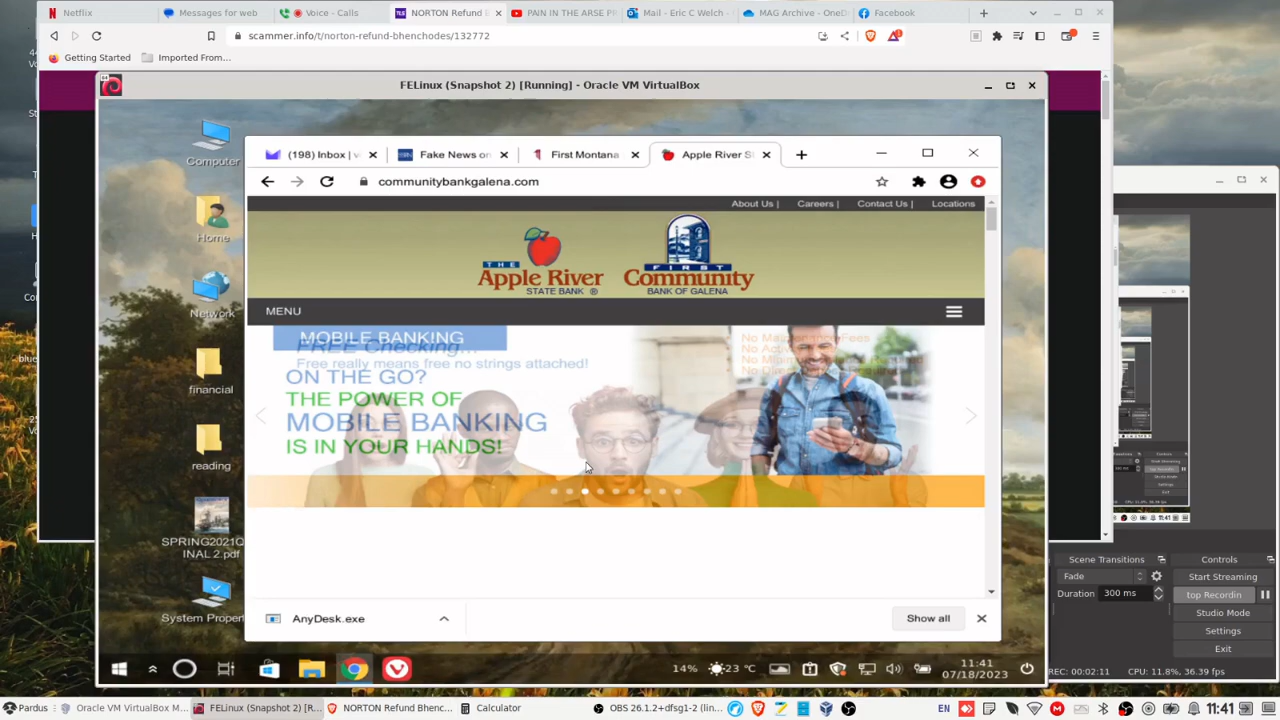 Netflix
Messages for web
Voice - Calls
NORTON Refund
PAIN IN THE ARSE PR
Mail - Eric C Welch -
MAG Archive - OneD
Facebook
scammer.info/t/norton-refund-bhenchodes/132772
Getting Started
Imported From...
FELinux (Snapshot 2) [Running] - Oracle VM VirtualBox
Computer
Home
Network
financial
reading
SPRING2021Q
INAL 2.pdf
System Propert
(198) Inbox |
Fake News on
First Montana
Apple River S
communitybankgalena.com
About Us |
Careers |
Contact Us |
Locations
THE
Apple River
STATE BANK ®
FIRST
Community
BANK OF GALENA
MENU
MOBILE BANKING
FREE Checking...
Free really means free no strings attached!
ON THE GO?
THE POWER OF
MOBILE BANKING
IS IN YOUR HANDS!
AnyDesk.exe
Show all
14%
23 °C
11:41
07/18/2023
Scene Transitions
Controls
Fade
Duration
300 ms
Start Streaming
top Recordin
Studio Mode
Settings
Exit
REC: 00:02:11
CPU: 11.8%, 36.39 fps
Pardus
Oracle VM VirtualBox M...
FELinux (Snapshot 2) [R...
NORTON Refund Bhenc...
Calculator
OBS 26.1.2+dfsg1-2 (lin...
EN
11:41